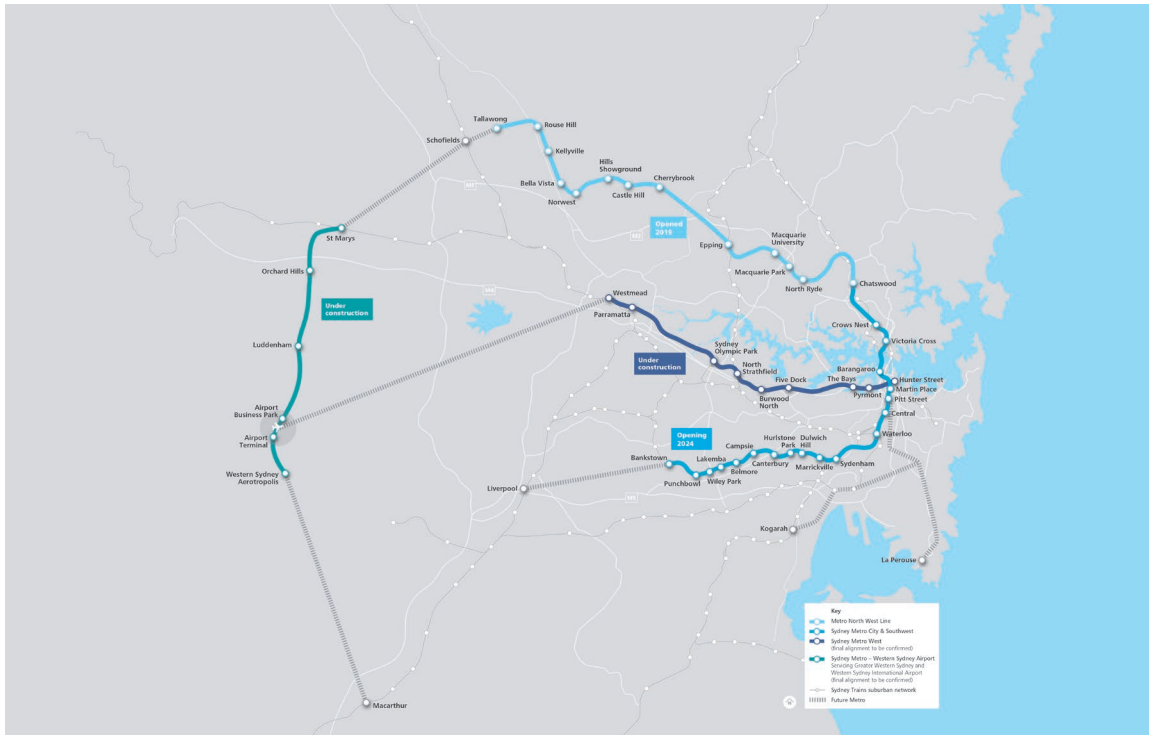 Tallawong
Rouse Hill
Schofields
Kellyville
Hills
Showground
Cherrybrook
Bella Vista
Castle Hill
Norwest
Opened
2019
St Marys
Epping
Macquarie
University
Macquarie Park
North Ryde
Chatswood
Orchard Hills
Under
construction
Westmead
Parramatta
Crows Nest
Victoria Cross
Luddenham
Under
construction
Sydney
Olympic Park
North
Strathfield
Five Dock
Burwood
North
The Bays
Pyrmont
Barangaroo
Hunter Street
Martin Place
Pitt Street
Central
Waterloo
Airport
Business Park
Airport
Terminal
Western Sydney
Aerotropolis
Opening
2024
Bankstown
Punchbowl
Lakemba
Wiley Park
Belmore
Campsie
Canterbury
Hurlstone
Park
Dulwich
Hill
Marrickville
Sydenham
Liverpool
Kogarah
La Perouse
Macarthur
Key
Metro North West Line
Sydney Metro City & Southwest
Sydney Metro West
(final alignment to be confirmed)
Sydney Metro – Western Sydney Airport
Servicing Greater Western Sydney and
Western Sydney International Airport
(final alignment to be confirmed)
Sydney Trains suburban network
Future Metro